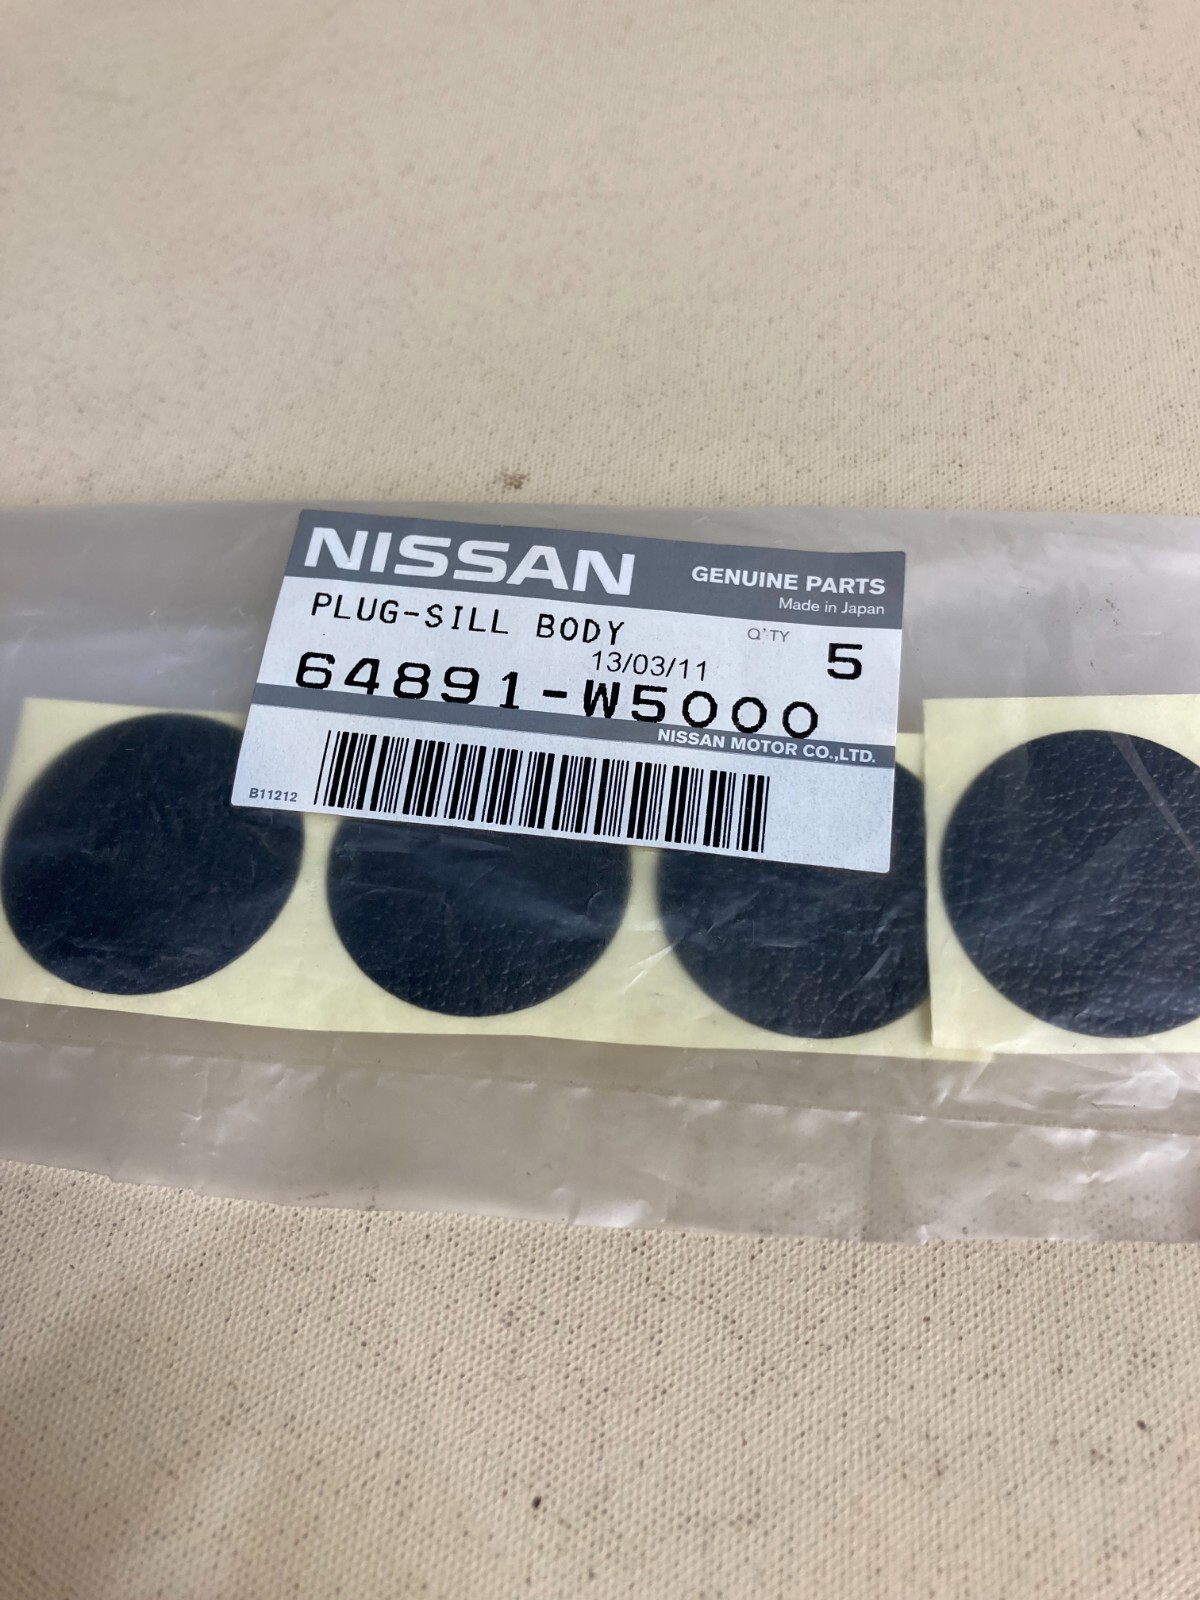 NISSAN
GENUINE PARTS
Made in Japan
PLUG-SILL BODY
Q'TY 5
13/03/11
64891-W5000
NISSAN MOTOR CO.,LTD.
B11212